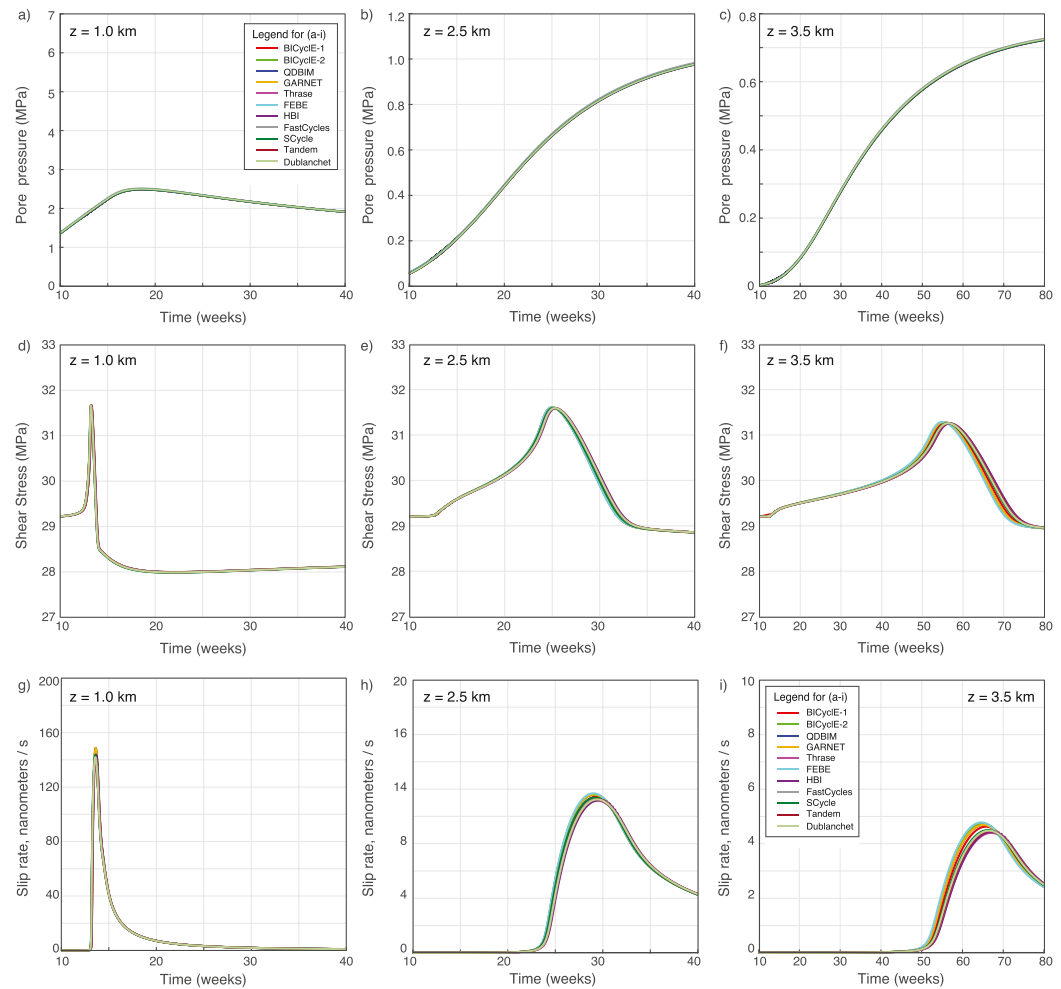 a)
z = 1.0 km
Legend for (a-i)
BICyclE-1
BICyclE-2
QDBIM
GARNET
Thrase
FEBE
HBI
FastCycles
SCycle
Tandem
Dublanchet
Pore pressure (MPa)
7
6
5
4
3
2
1
0
10 20 30 40
Time (weeks)
b)
z = 2.5 km
Pore pressure (MPa)
1.2
1.0
0.8
0.6
0.4
0.2
0
10 20 30 40
Time (weeks)
c)
z = 3.5 km
Pore pressure (MPa)
0.8
0.6
0.4
0.2
0
10 20 30 40 50 60 70 80
Time (weeks)
d)
z = 1.0 km
Shear Stress (MPa)
33
32
31
30
29
28
27
10 20 30 40
Time (weeks)
e)
z = 2.5 km
Shear Stress (MPa)
33
32
31
30
29
28
27
10 20 30 40
Time (weeks)
f)
z = 3.5 km
Shear Stress (MPa)
33
32
31
30
29
28
27
10 20 30 40 50 60 70 80
Time (weeks)
g)
z = 1.0 km
Slip rate, nanometers / s
200
160
120
80
40
0
10 20 30 40
Time (weeks)
h)
z = 2.5 km
Slip rate, nanometers / s
20
16
14
8
4
0
10 20 30 40
Time (weeks)
i)
Legend for (a-i)
z = 3.5 km
BICyclE-1
BICyclE-2
QDBIM
GARNET
Thrase
FEBE
HBI
FastCycles
SCycle
Tandem
Dublanchet
Slip rate, nanometers / s
10
8
6
4
2
0
10 20 30 40 50 60 70 80
Time (weeks)